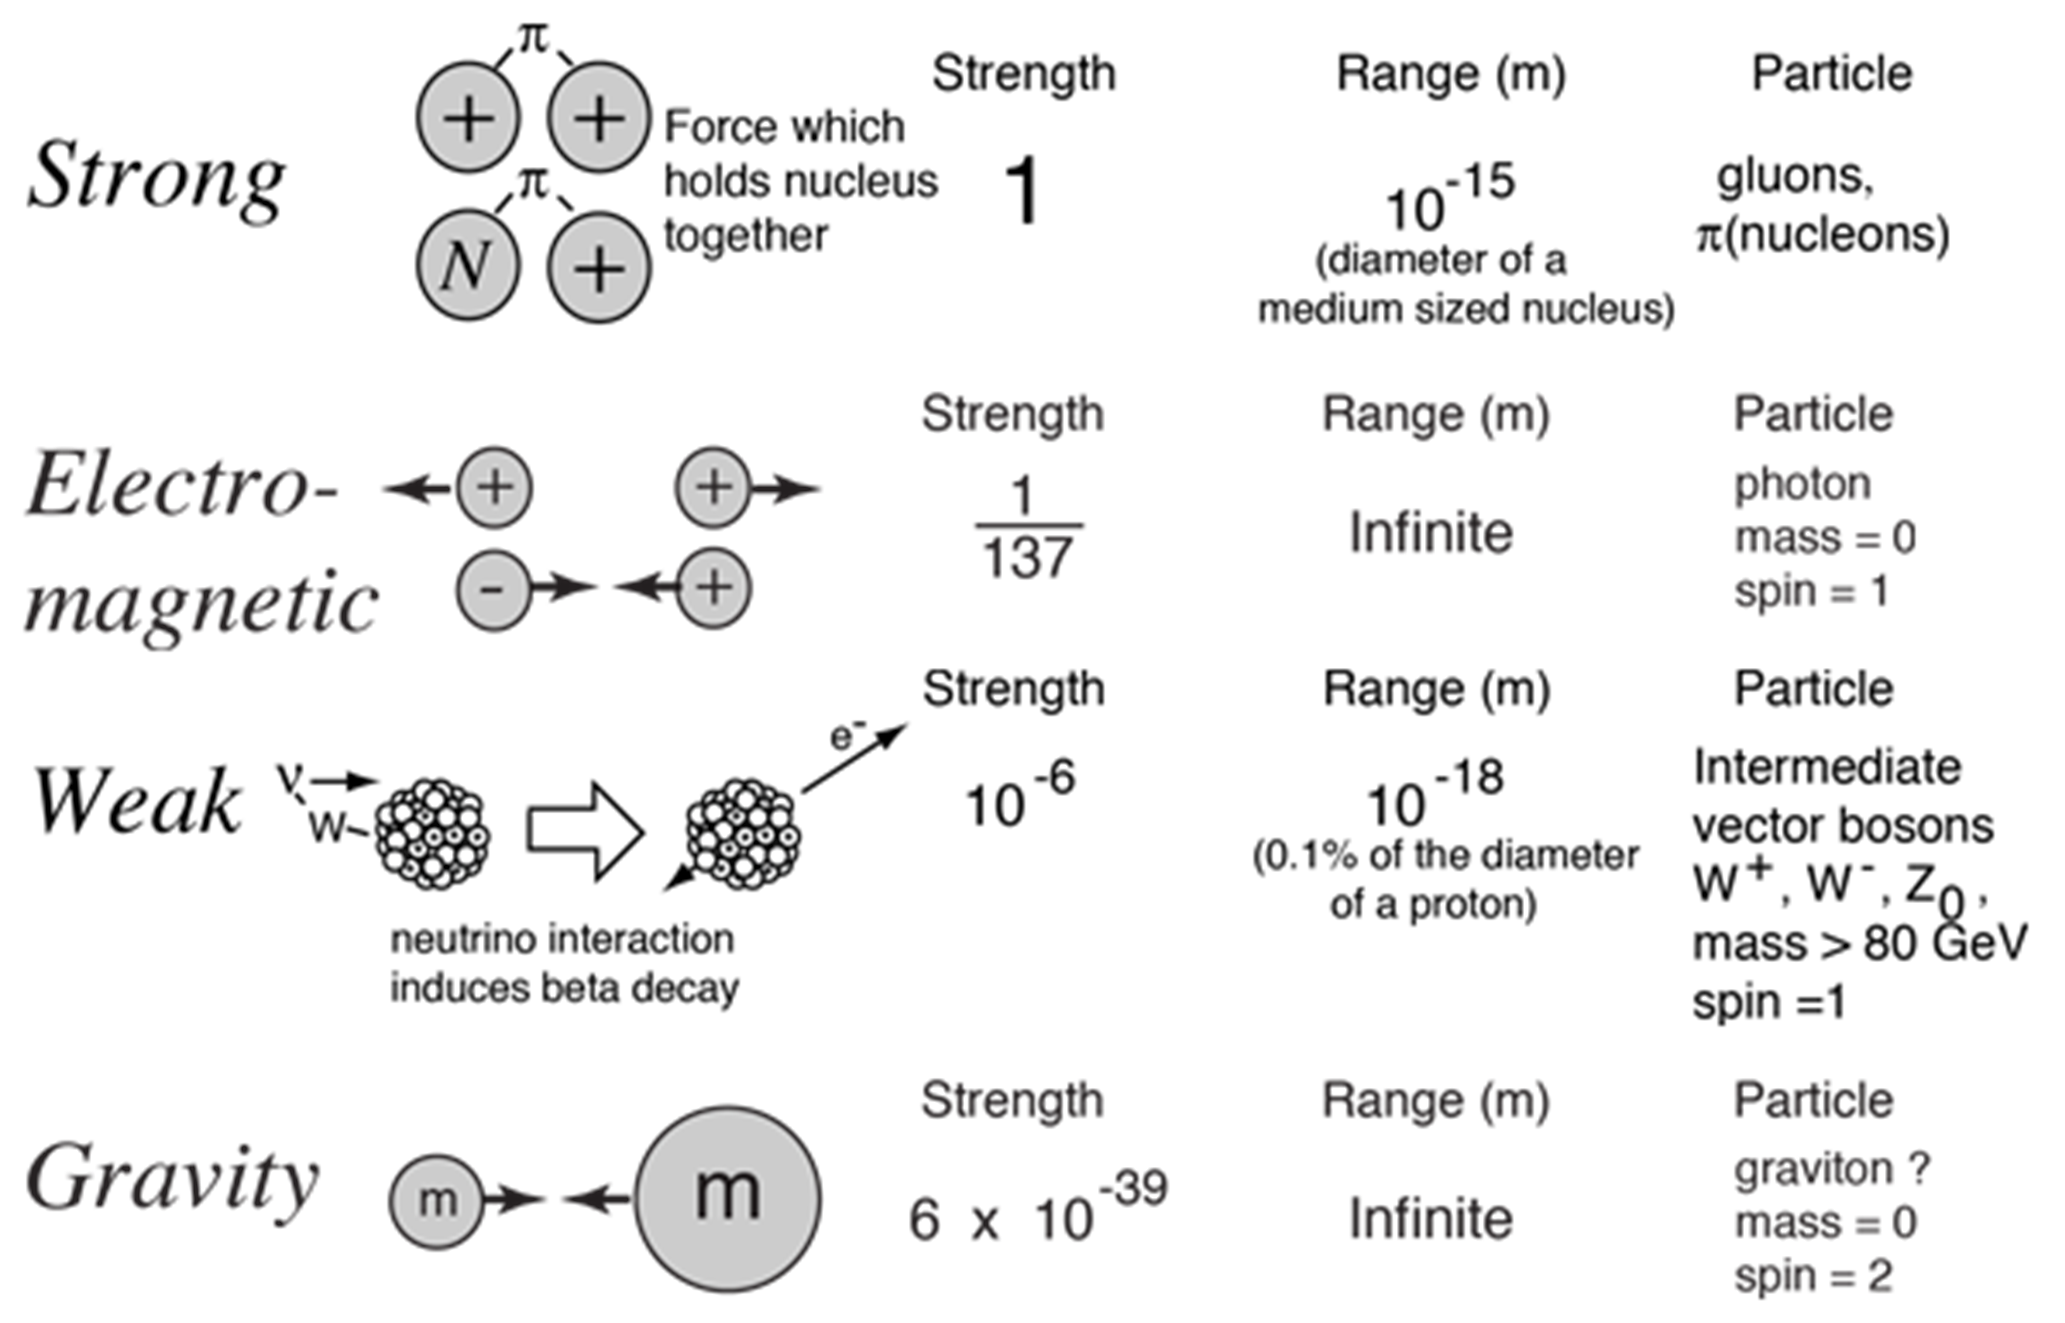 Strong
π
+ +
π
N +
Force which
holds nucleus
together
Strength
1
Range (m)
10^-15
(diameter of a
medium sized nucleus)
Particle
gluons,
π(nucleons)
Electro-
magnetic
+ +
- +
Strength
1
137
Range (m)
Infinite
Particle
photon
mass = 0
spin = 1
Weak
ν
W
e^-
neutrino interaction
induces beta decay
Strength
10^-6
Range (m)
10^-18
(0.1% of the diameter
of a proton)
Particle
Intermediate
vector bosons
W^+, W^-, Z_0,
mass > 80 GeV
spin =1
Gravity
m m
Strength
6 x 10^-39
Range (m)
Infinite
Particle
graviton ?
mass = 0
spin = 2